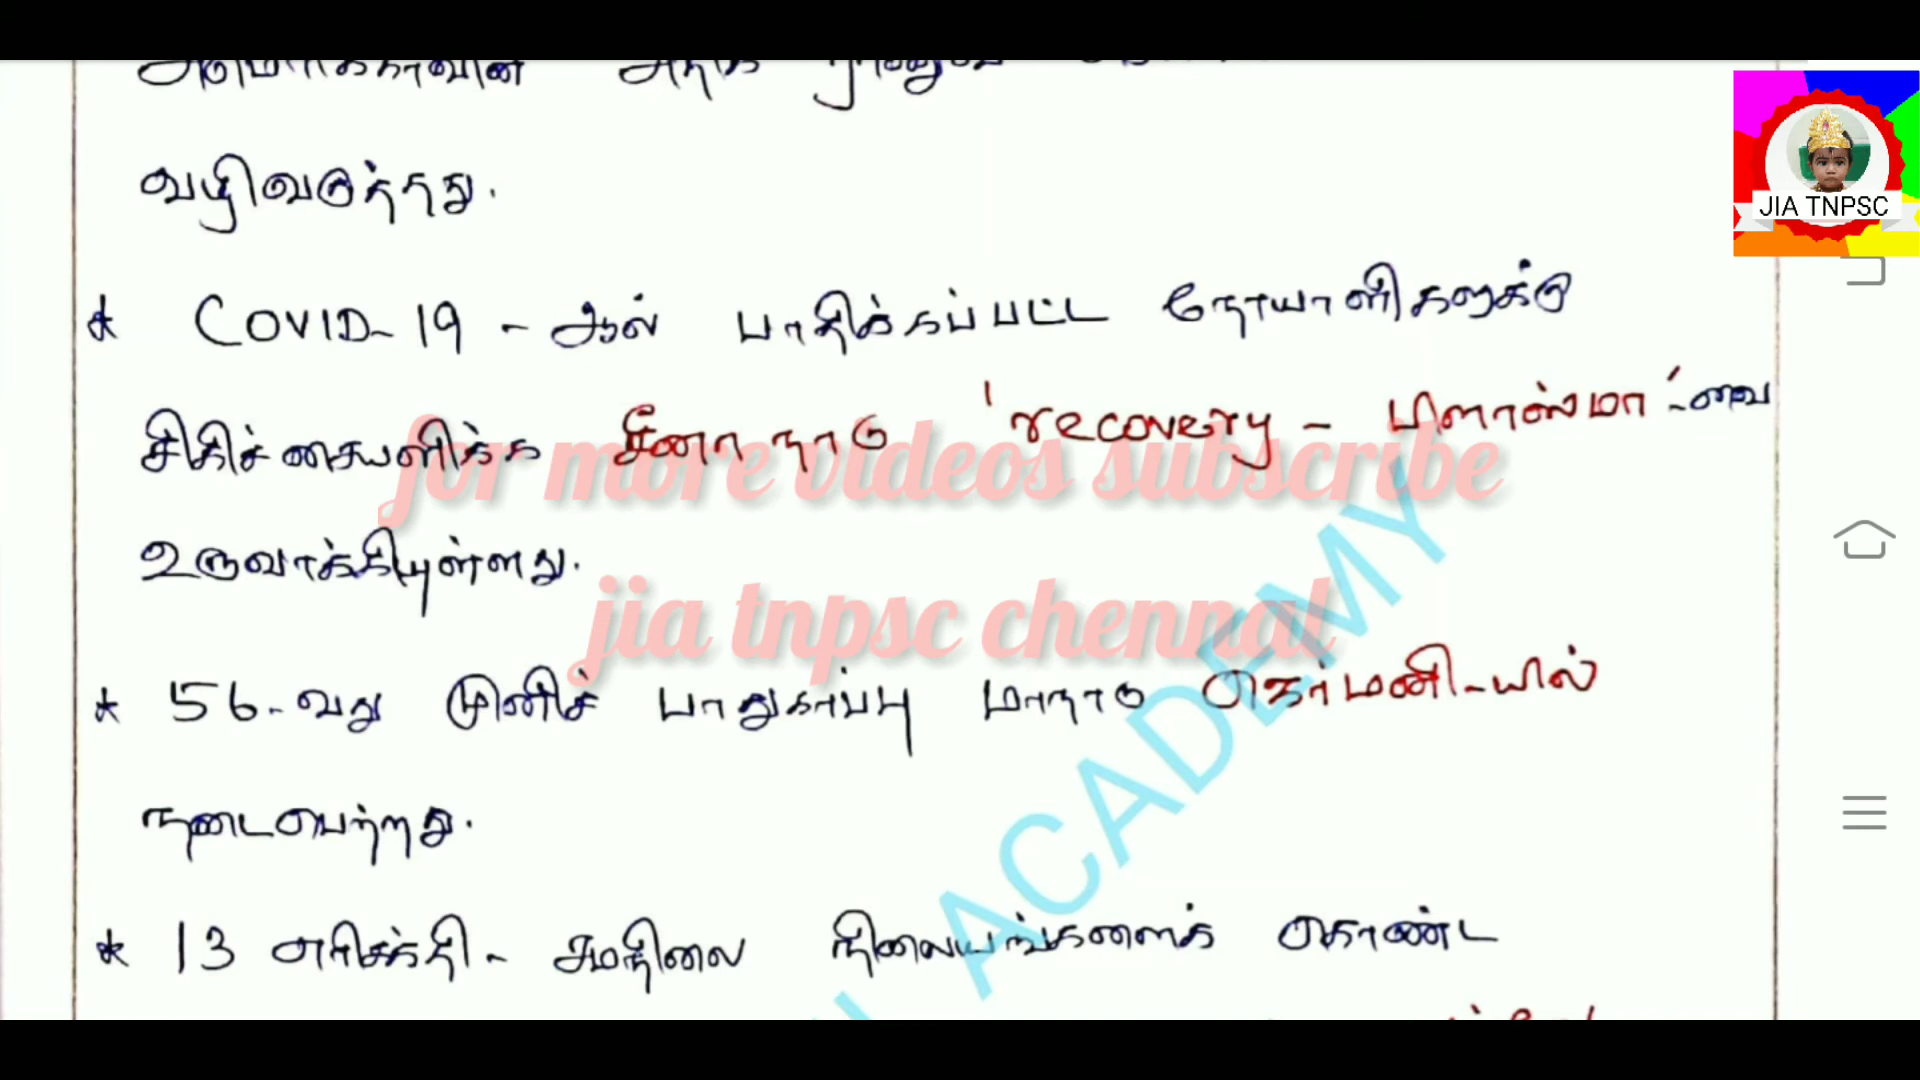 வழிவகுத்தது.
* COVID-19 - ஆல் பாதிக்கப்பட்ட நோயாளிகளுக்கு
சிகிச்சையளிக்க சீனா நாடு 'recovery - பிளாஸ்மா'-வை
உருவாக்கியுள்ளது.
* 56-வது முனிச் பாதுகாப்பு மாநாடு ஜெர்மனி-யில்
நடைபெற்றது.
* 13 எரிசக்தி - சமநிலை நிலையங்களைக் கொண்ட
JIA TNPSC
for more videos subscribe
jia tnpsc chennai
ACADEMY